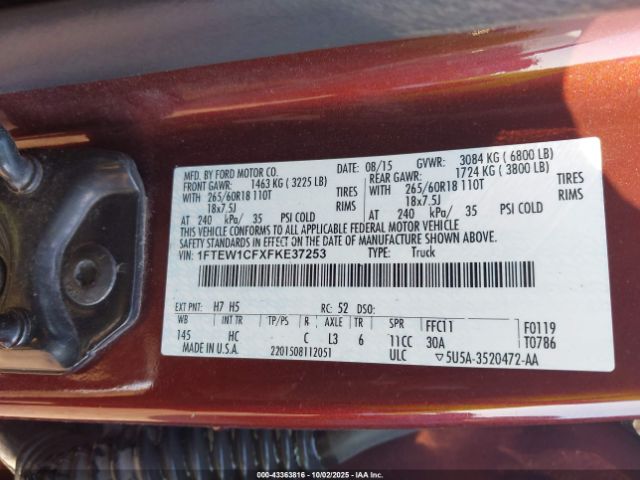 MFD. BY FORD MOTOR CO. DATE: 08/15 GVWR: 3084 KG ( 6800 LB)
FRONT GAWR: 1463 KG ( 3225 LB) REAR GAWR: 1724 KG ( 3800 LB)
WITH 265/60R18 110T TIRES WITH 265/60R18 110T TIRES
18x7.5J RIMS 18x7.5J RIMS
AT 240 kPa/ 35 PSI COLD AT 240 kPa/ 35 PSI COLD
THIS VEHICLE CONFORMS TO ALL APPLICABLE FEDERAL MOTOR VEHICLE
SAFETY AND THEFT PREVENTION STANDARDS IN EFFECT ON THE DATE OF
MANUFACTURE SHOWN ABOVE.
VIN: 1FTEW1CFXFKE37253 TYPE: Truck
EXT PNT: H7 H5 RC: 52 DSO:
WB INT TR TP/PS R AXLE TR SPR FFC11 F0119
145 HC C L3 6 11CC 30A T0786
MADE IN U.S.A. 2201508112051 ULC ▽5U5A-3520472-AA
000-43363816 | 10/02/2025 | IAA Inc.